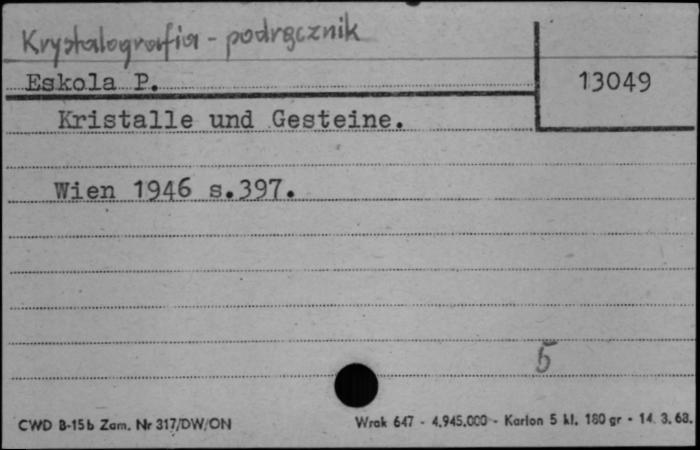 Krystalografia - podręcznik
Eskola P.
13049
Kristalle und Gesteine.
Wien 1946 s.397.
5
CWD B-15b Zam. Nr 317/DW/ON
Wrak 647 - 4.945.000 - Karton 5 kl. 180 gr - 14. 3. 68.